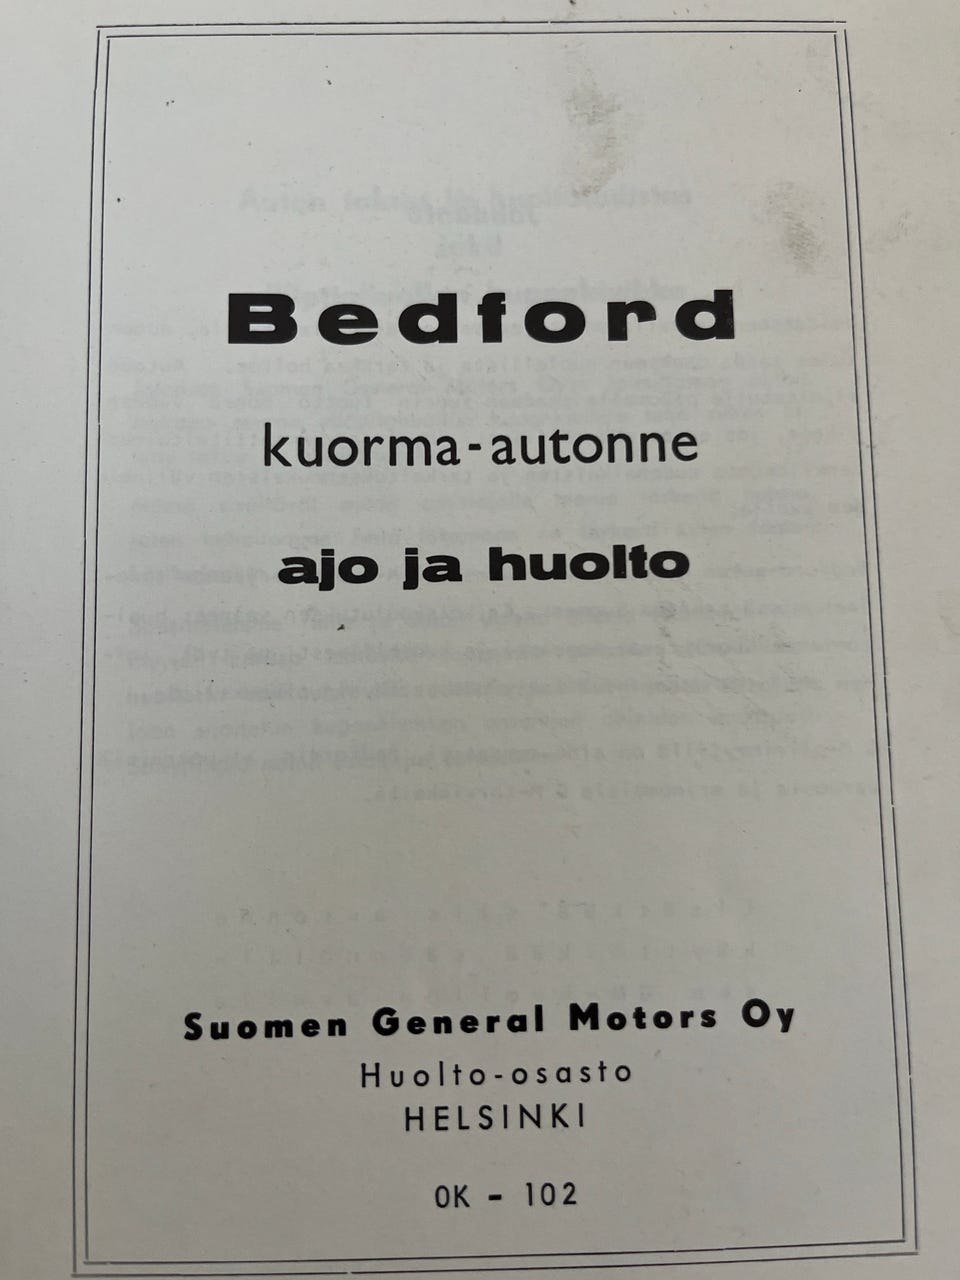 Bedford
kuorma-autonne
ajo ja huolto
Suomen General Motors Oy
Huolto-osasto
HELSINKI
OK - 102